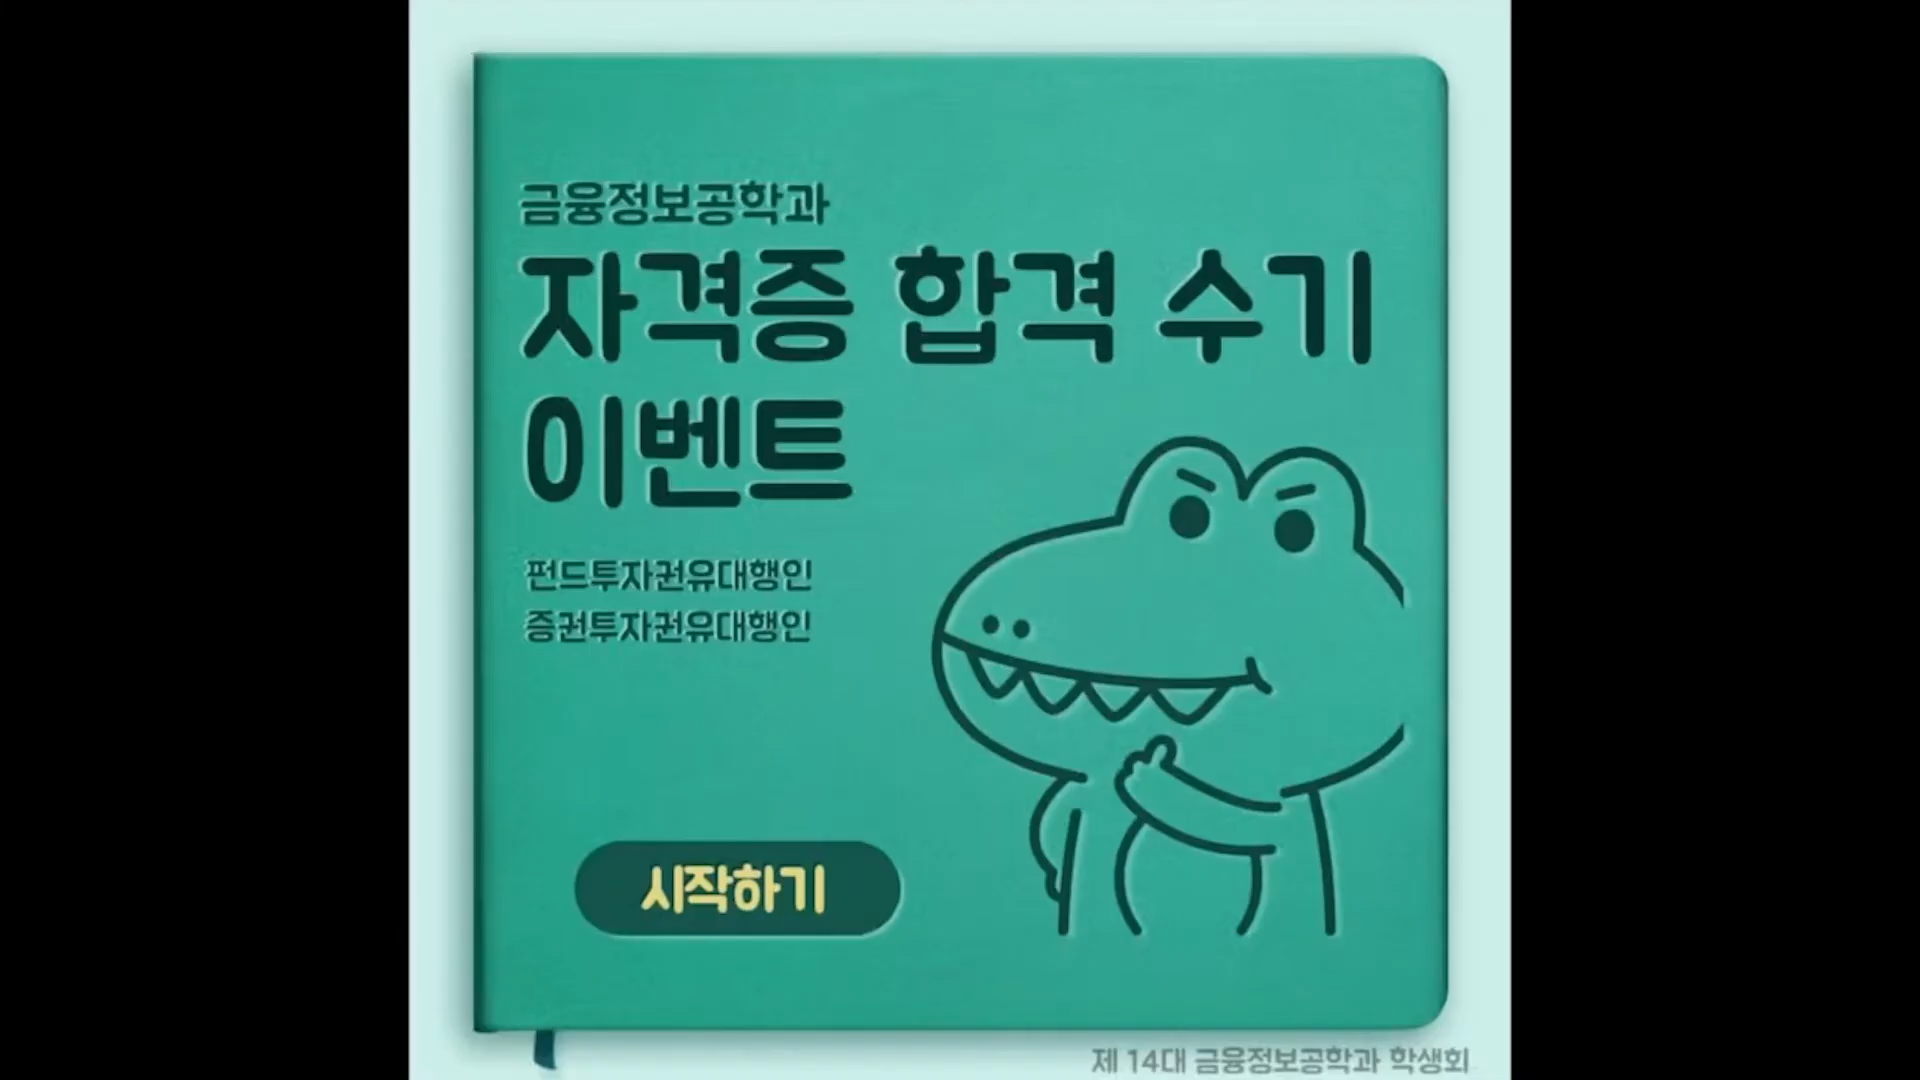 금융정보공학과
자격증 합격 수기
이벤트
펀드투자권유대행인
증권투자권유대행인
시작하기
제 14대 금융정보공학과 학생회